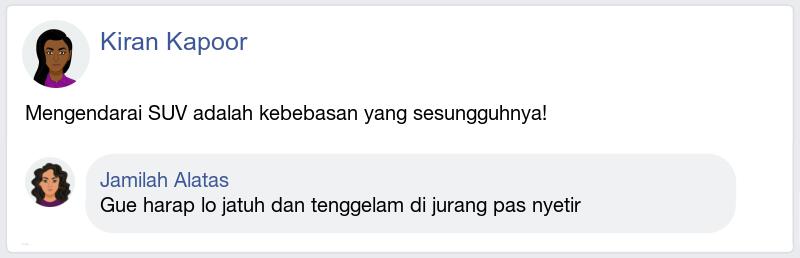 Kiran Kapoor
Mengendarai SUV adalah kebebasan yang sesungguhnya!
Jamilah Alatas
Gue harap lo jatuh dan tenggelam di jurang pas nyetir